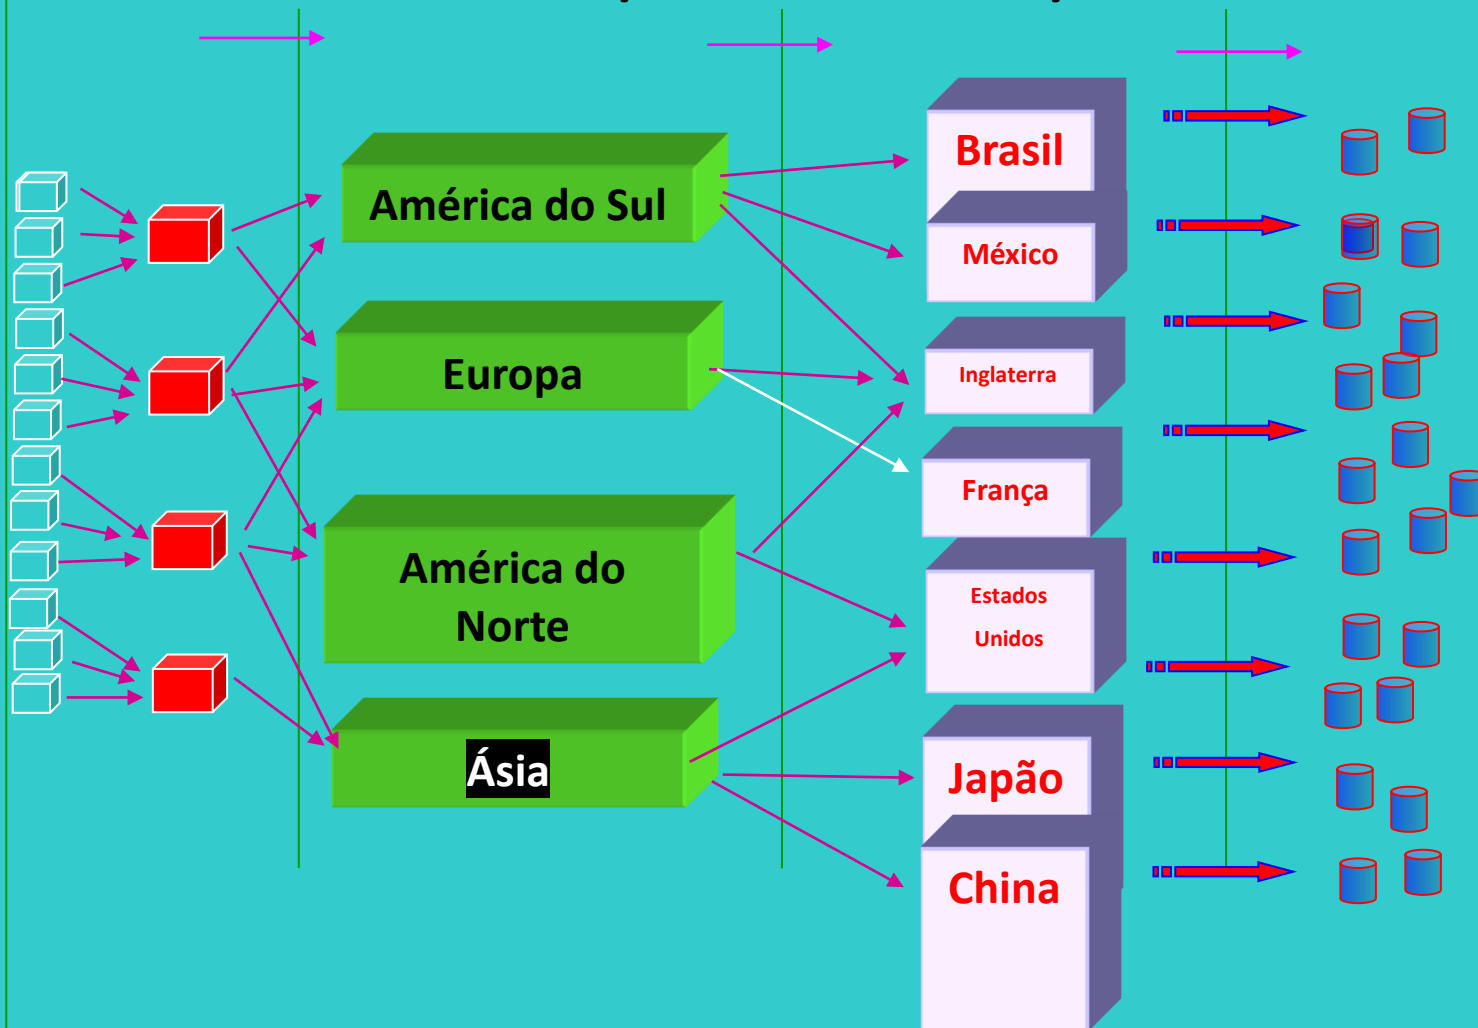 América do Sul
Europa
América do
Norte
Ásia
Brasil
México
Inglaterra
França
Estados
Unidos
Japão
China